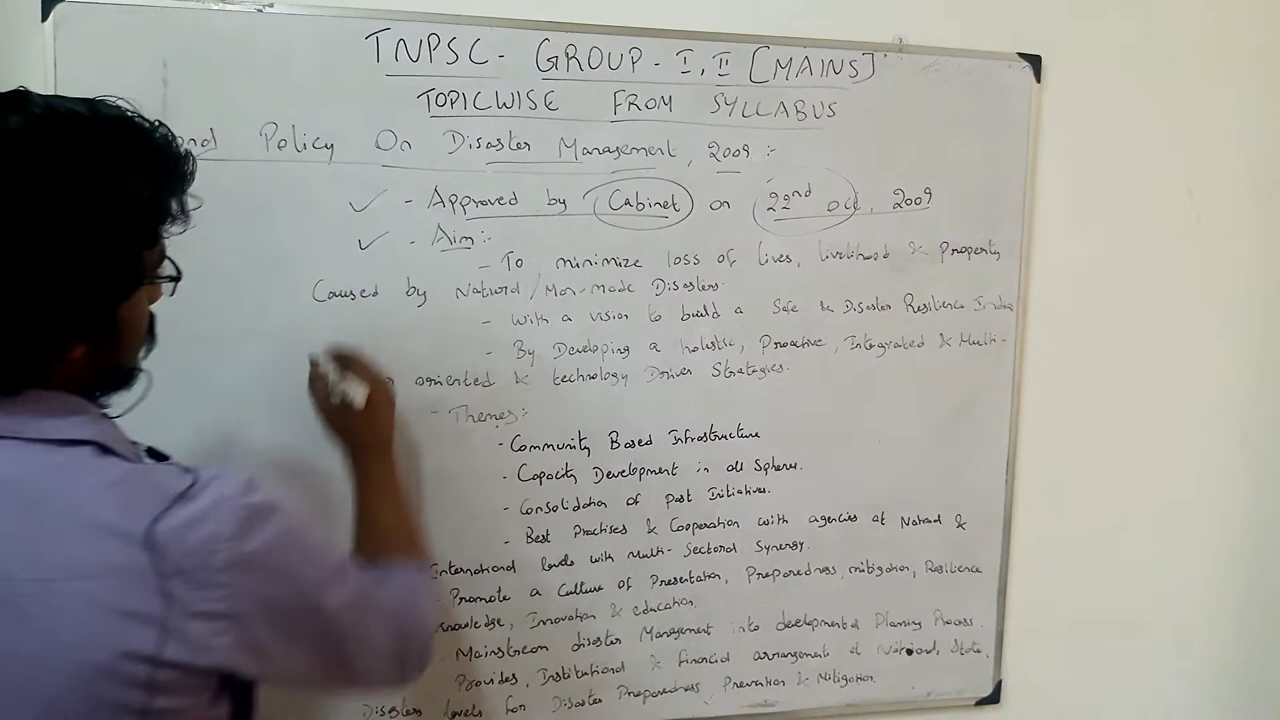 TNPSC- GROUP- I, II [MAINS]
TOPICWISE FROM SYLLABUS
Policy On Disaster Management, 2009 :-
✓ - Approved by Cabinet on 22nd Oct, 2009
✓ - Aim:-
- To minimize loss of lives, livelihood & Property
Caused by Natural/Man-made Disasters.
- With a vision to build a Safe & Disaster Resilience India
- By Developing a holistic, Proactive, Integrated & Multi-
oriented & technology Driven Strategies.
- Themes:-
- Community Based Infrastructure
- Capacity Development in all Spheres.
- Consolidation of Past Initiatives.
- Best Practises & Cooperation with agencies at National &
International levels with Multi-Sectoral Synergy.
- Promote a Culture of Presentation, Preparedness, mitigation, Resilience
Knowledge, Innovation & education.
Mainstream disaster Management into developmental Planning Process.
Provides, Institutional & financial arrangements at National, State,
levels for Disaster Preparedness, Prevention & Mitigation.